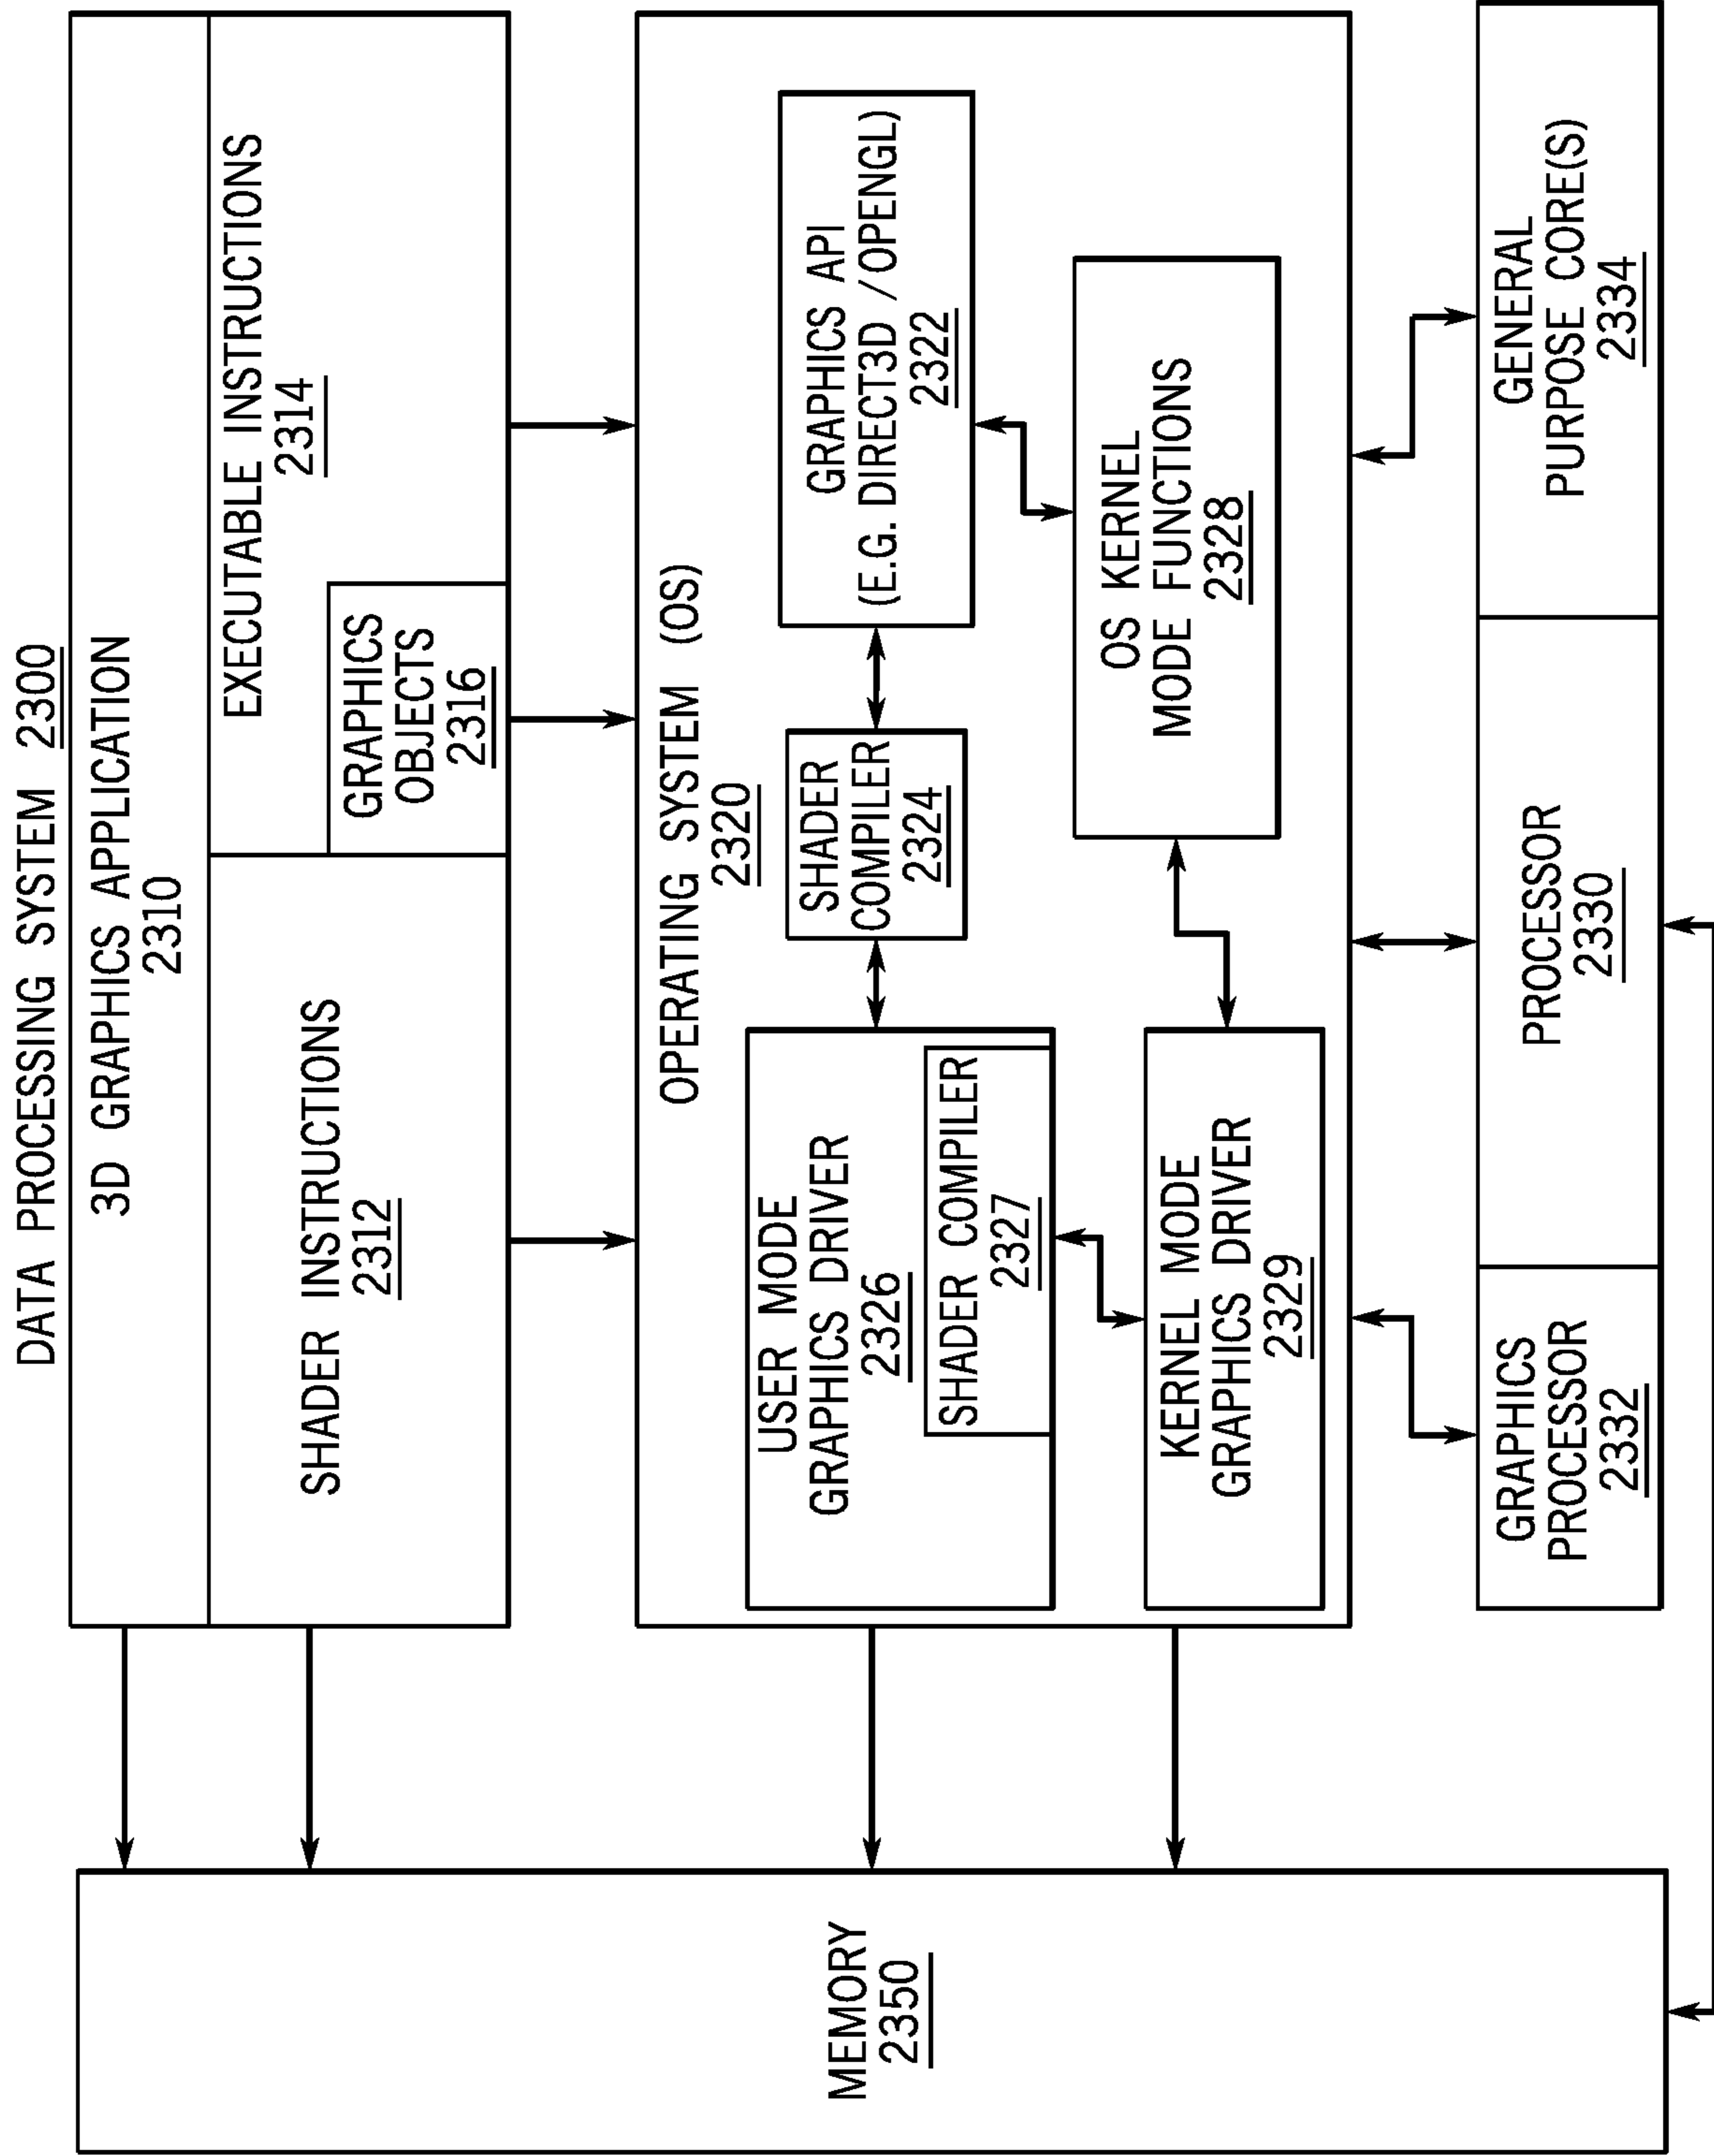 DATA PROCESSING SYSTEM 2300
3D GRAPHICS APPLICATION
2310
SHADER INSTRUCTIONS
2312
EXECUTABLE INSTRUCTIONS
2314
GRAPHICS
OBJECTS
2316
OPERATING SYSTEM (OS)
2320
USER MODE
GRAPHICS DRIVER
2326
SHADER COMPILER
2327
SHADER
COMPILER
2324
GRAPHICS API
(E.G. DIRECT3D /OPENGL)
2322
KERNEL MODE
GRAPHICS DRIVER
2329
OS KERNEL
MODE FUNCTIONS
2328
GRAPHICS
PROCESSOR
2332
PROCESSOR
2330
GENERAL
PURPOSE CORE(S)
2334
MEMORY
2350